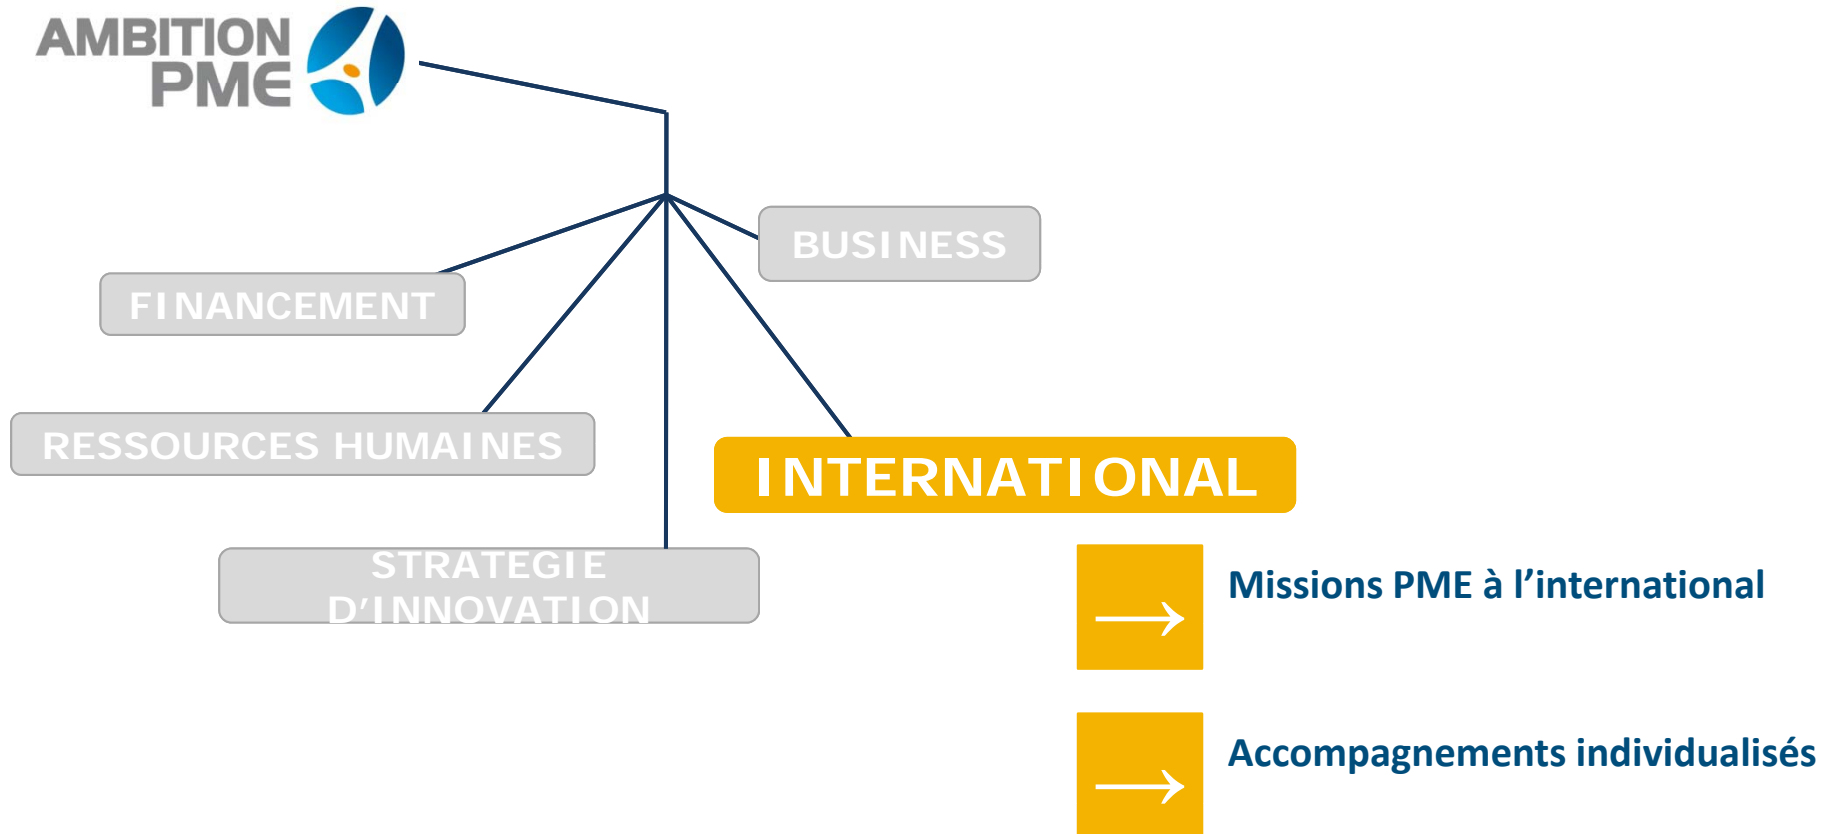 AMBITION
PME
BUSINESS
FINANCEMENT
RESSOURCES HUMAINES
INTERNATIONAL
STRATEGIE
D'INNOVATION
Missions PME à l’international
Accompagnements individualisés